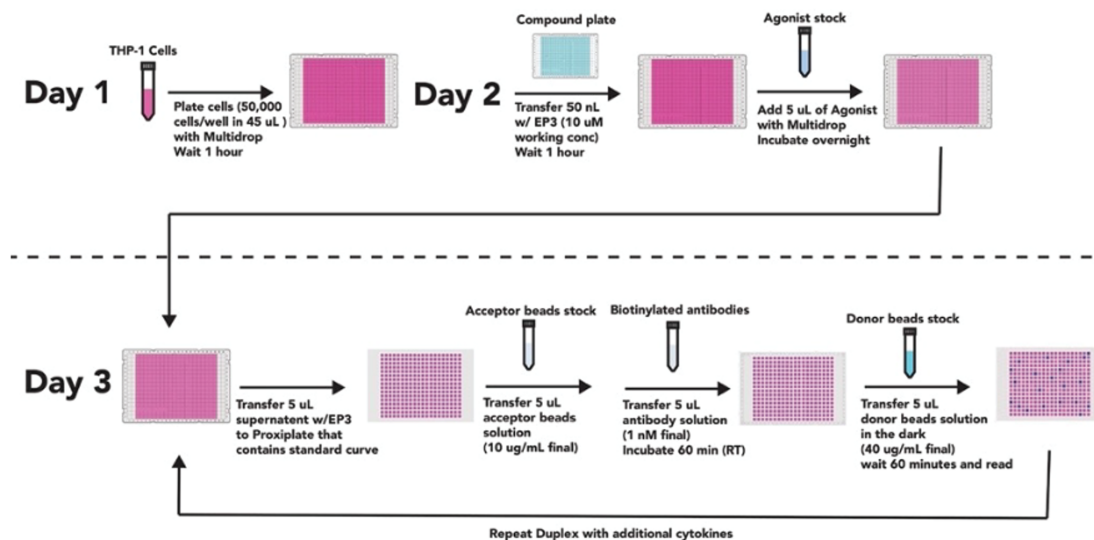 Day 1
THP-1 Cells
Plate cells (50,000
cells/well in 45 uL )
with Multidrop
Wait 1 hour
Day 2
Compound plate
Transfer 50 nL
w/ EP3 (10 uM
working conc)
Wait 1 hour
Agonist stock
Add 5 uL of Agonist
with Multidrop
Incubate overnight
Day 3
Transfer 5 uL
supernatent w/EP3
to Proxiplate that
contains standard curve
Acceptor beads stock
Transfer 5 uL
acceptor beads
solution
(10 ug/mL final)
Biotinylated antibodies
Transfer 5 uL
antibody solution
(1 nM final)
Incubate 60 min (RT)
Donor beads stock
Transfer 5 uL
donor beads solution
in the dark
(40 ug/mL final)
wait 60 minutes and read
Repeat Duplex with additional cytokines